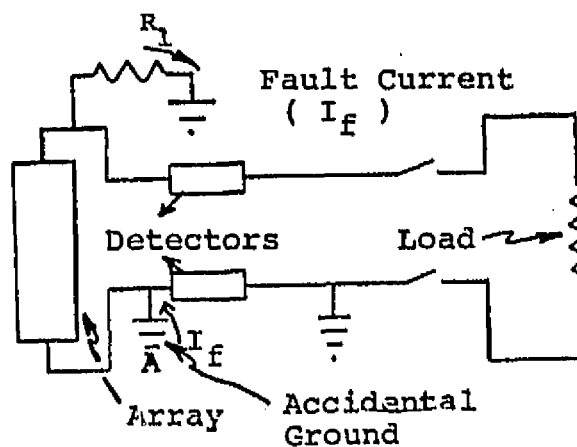 R1
Fault Current
( If )
Detectors
Load
If
A
Array
Accidental
Ground